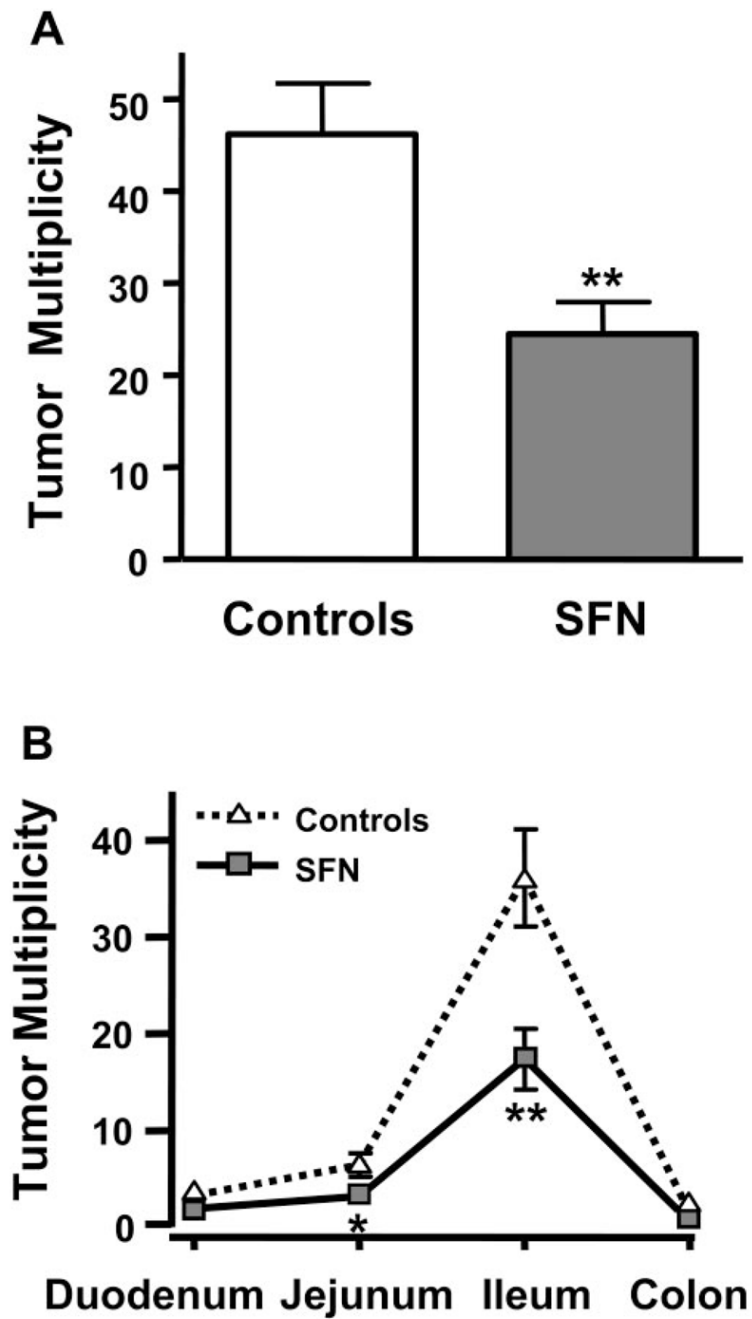 A
Tumor Multiplicity
50
40
30
20
10
0
**
Controls
SFN
B
Tumor Multiplicity
40
30
20
10
0
Controls
SFN
**
*
Duodenum Jejunum Ileum Colon